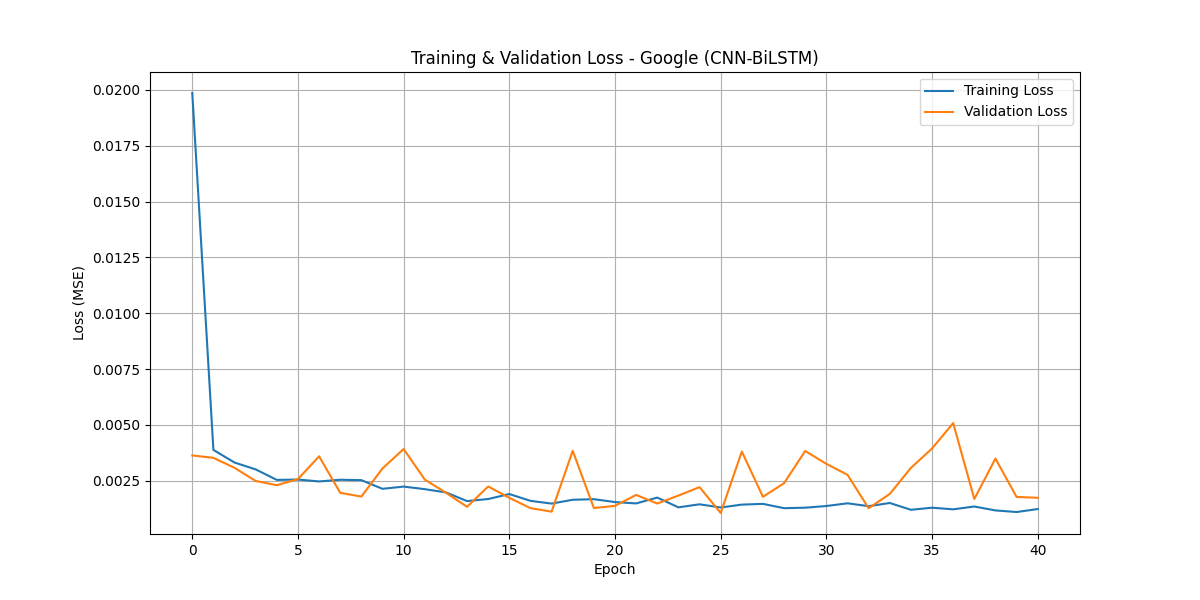 Training & Validation Loss - Google (CNN-BiLSTM)
Training Loss
Validation Loss
0.0200
0.0175
0.0150
0.0125
0.0100
0.0075
0.0050
0.0025
Loss (MSE)
0 5 10 15 20 25 30 35 40
Epoch